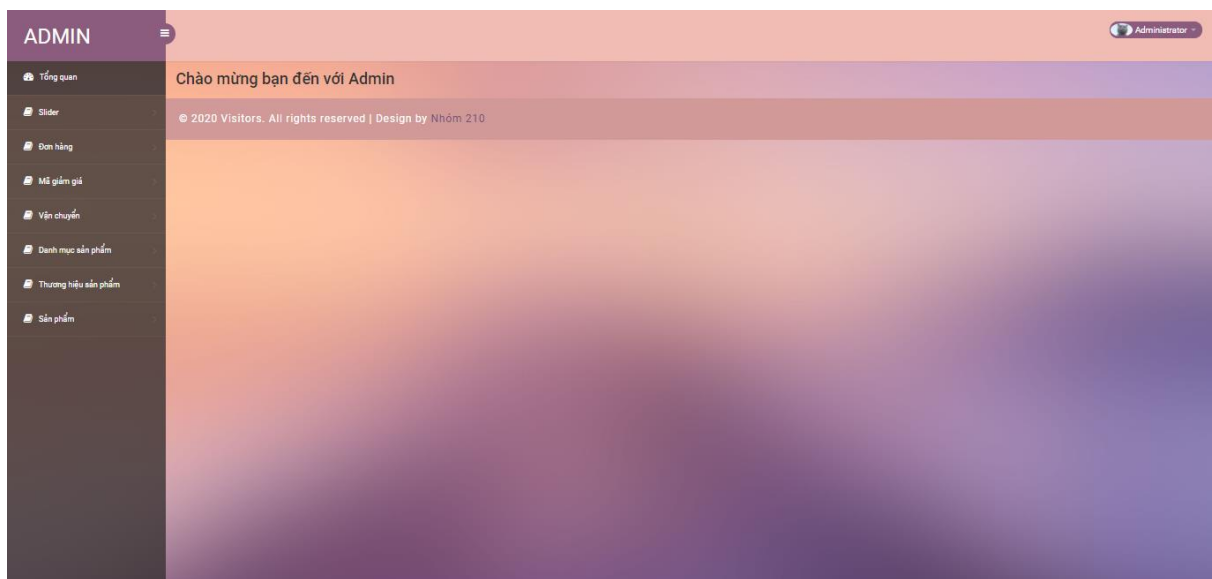 ADMIN
Administrator
Tổng quan
Chào mừng bạn đến với Admin
Slider
© 2020 Visitors. All rights reserved | Design by Nhóm 210
Đơn hàng
Mã giảm giá
Vận chuyển
Danh mục sản phẩm
Thương hiệu sản phẩm
Sản phẩm